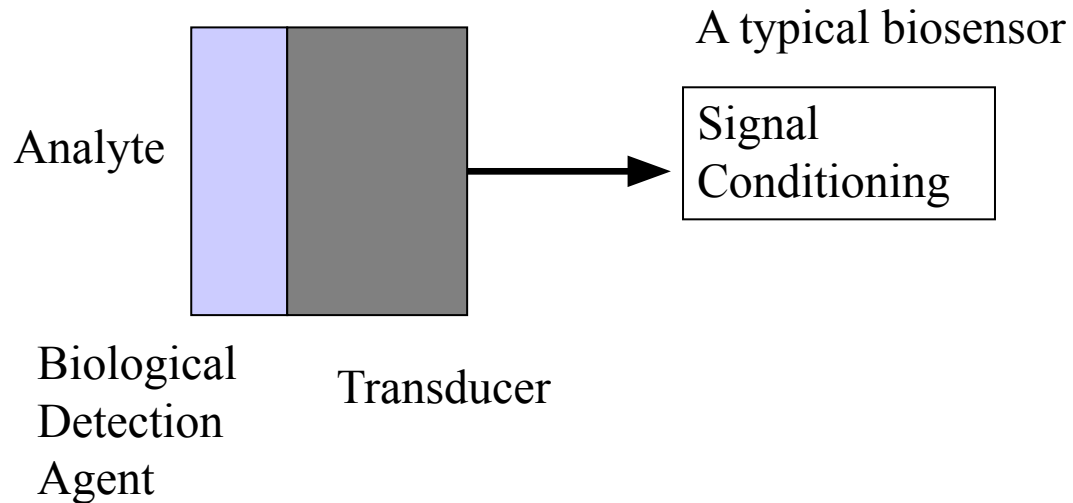 A typical biosensor
Analyte
Signal
Conditioning
Biological
Detection
Agent
Transducer